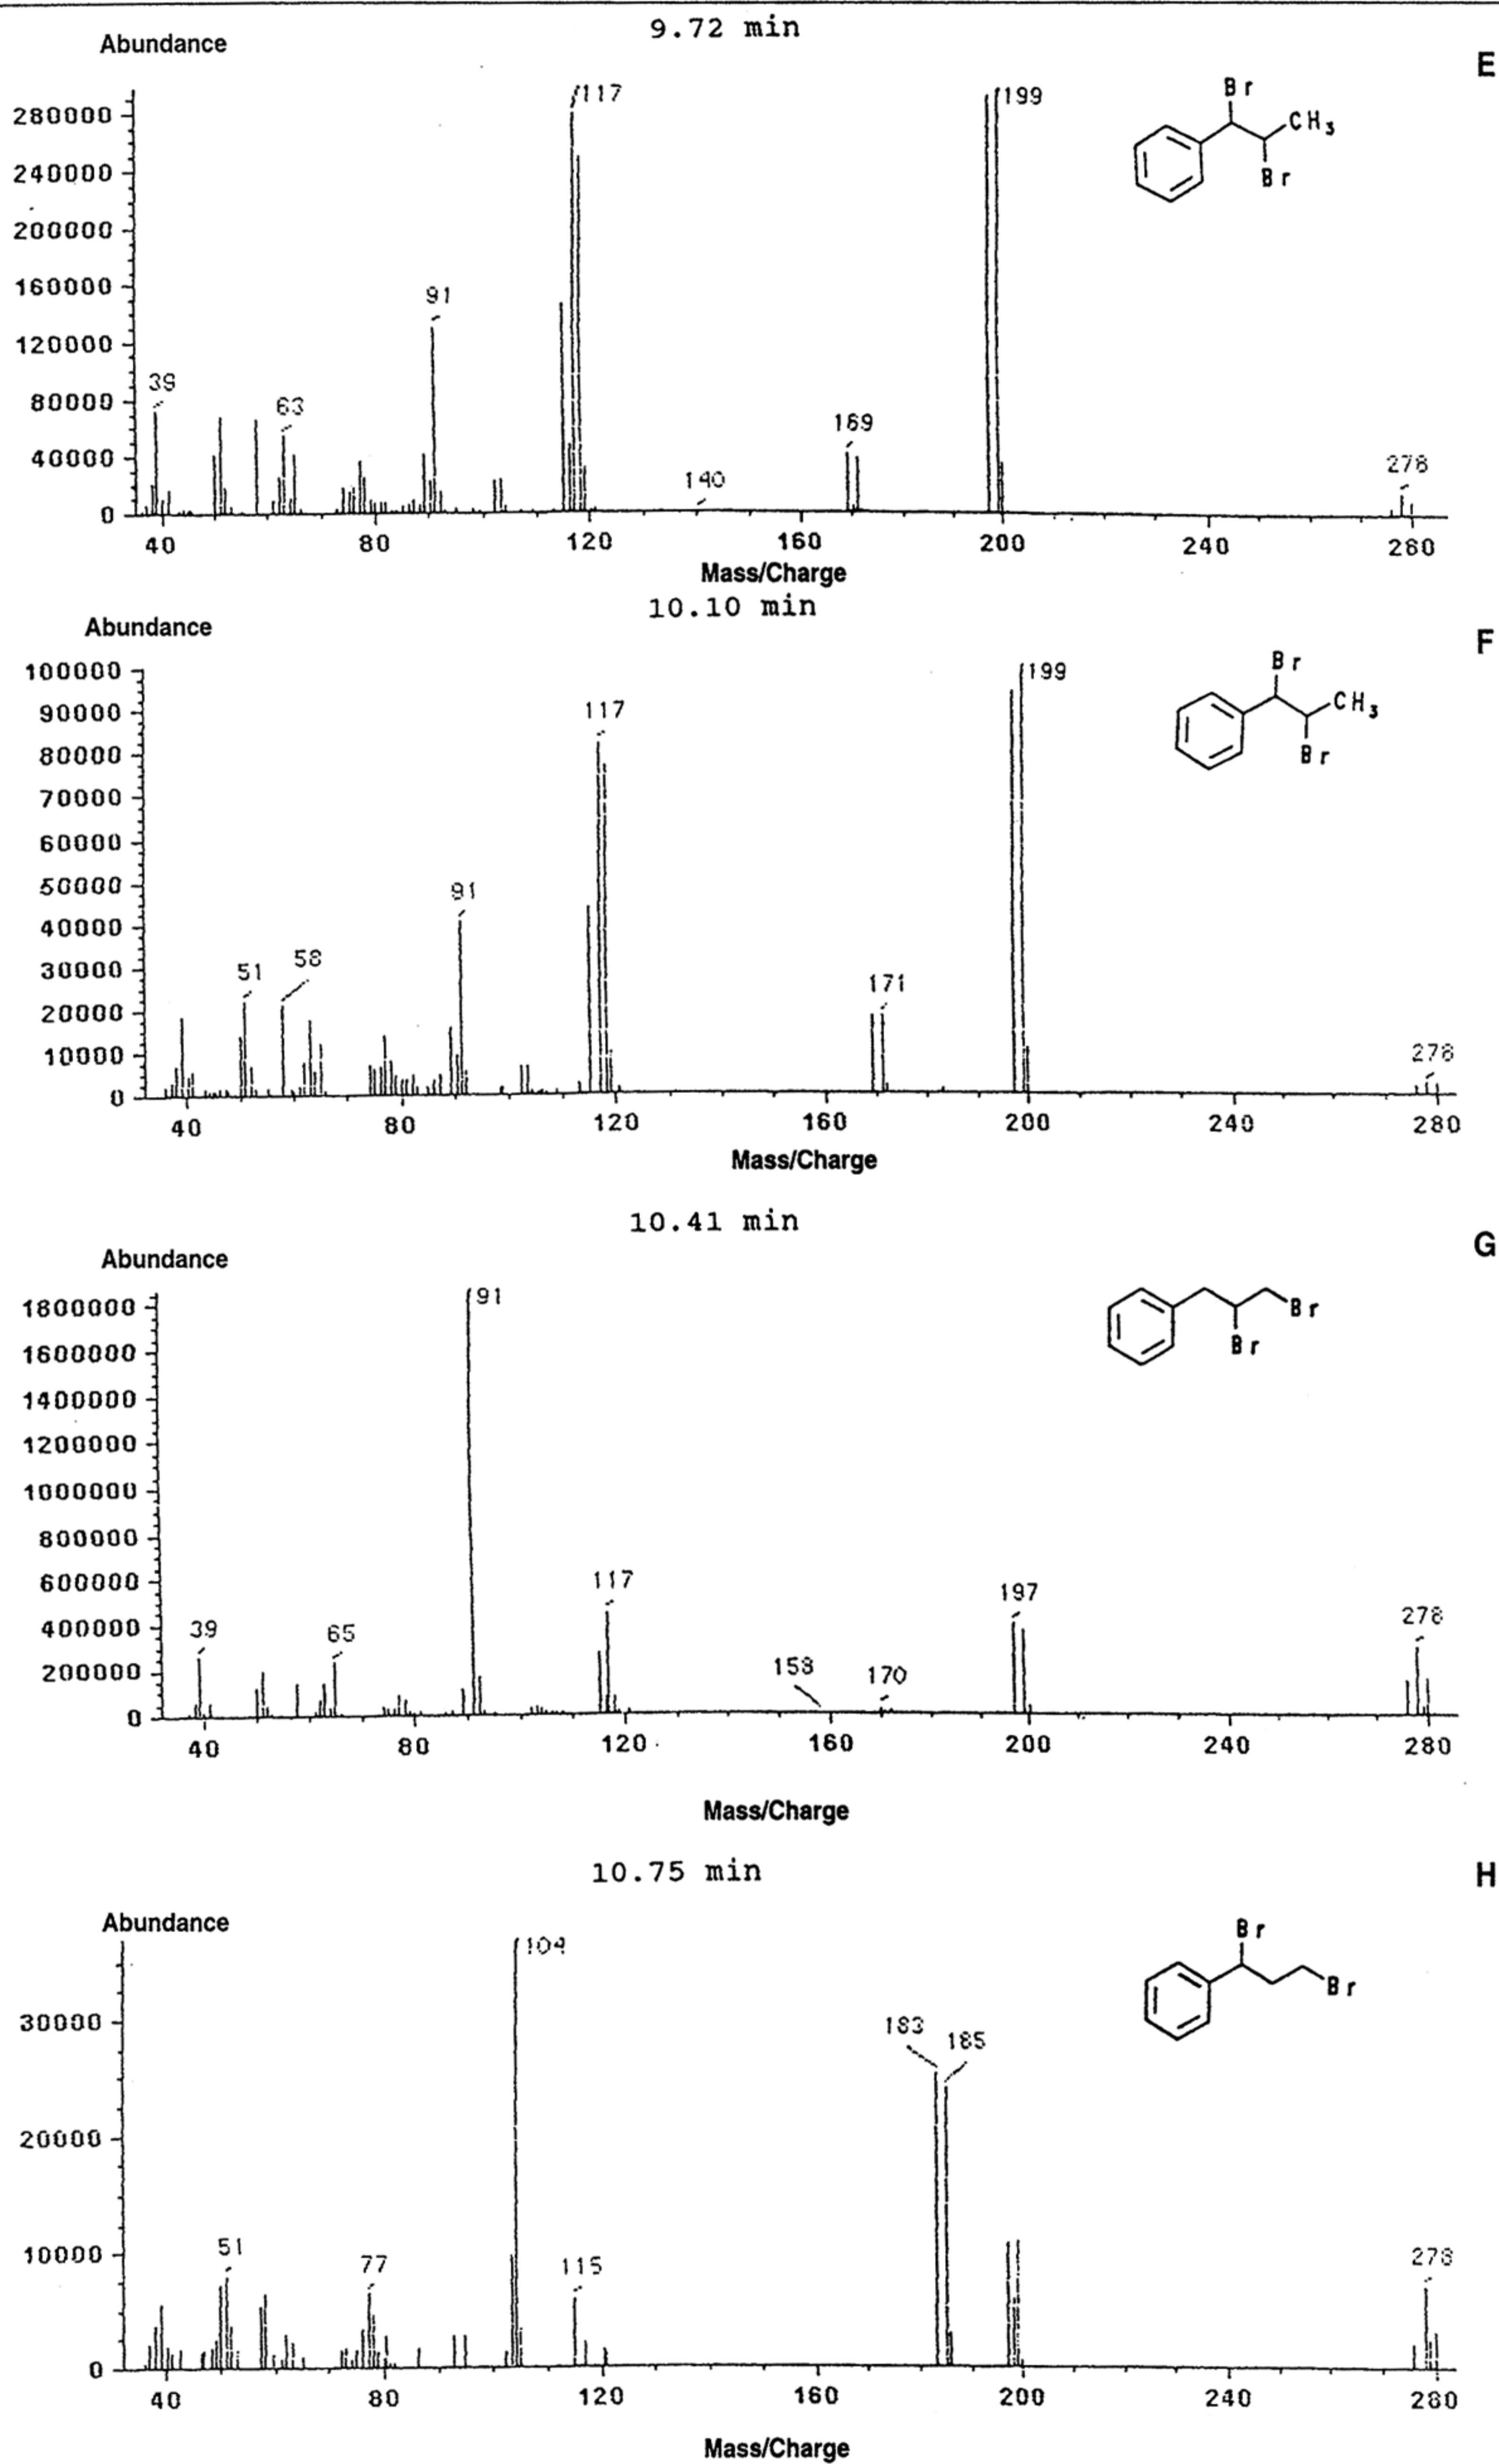 9.72 min
Abundance
E
280000
240000
200000
160000
120000
80000
40000
0
117
199
91
39
63
140
169
278
Br
CH3
Br
40 80 120 160 200 240 260
Mass/Charge
10.10 min
Abundance
F
100000
90000
80000
70000
60000
50000
40000
30000
20000
10000
0
199
117
91
51
58
171
278
Br
CH3
Br
40 80 120 160 200 240 280
Mass/Charge
10.41 min
Abundance
G
1800000
1600000
1400000
1200000
1000000
800000
600000
400000
200000
0
91
117
39
65
158
170
197
278
Br
Br
40 80 120 160 200 240 280
Mass/Charge
10.75 min
Abundance
H
30000
20000
10000
0
104
183
185
51
77
115
278
Br
Br
40 80 120 160 200 240 280
Mass/Charge